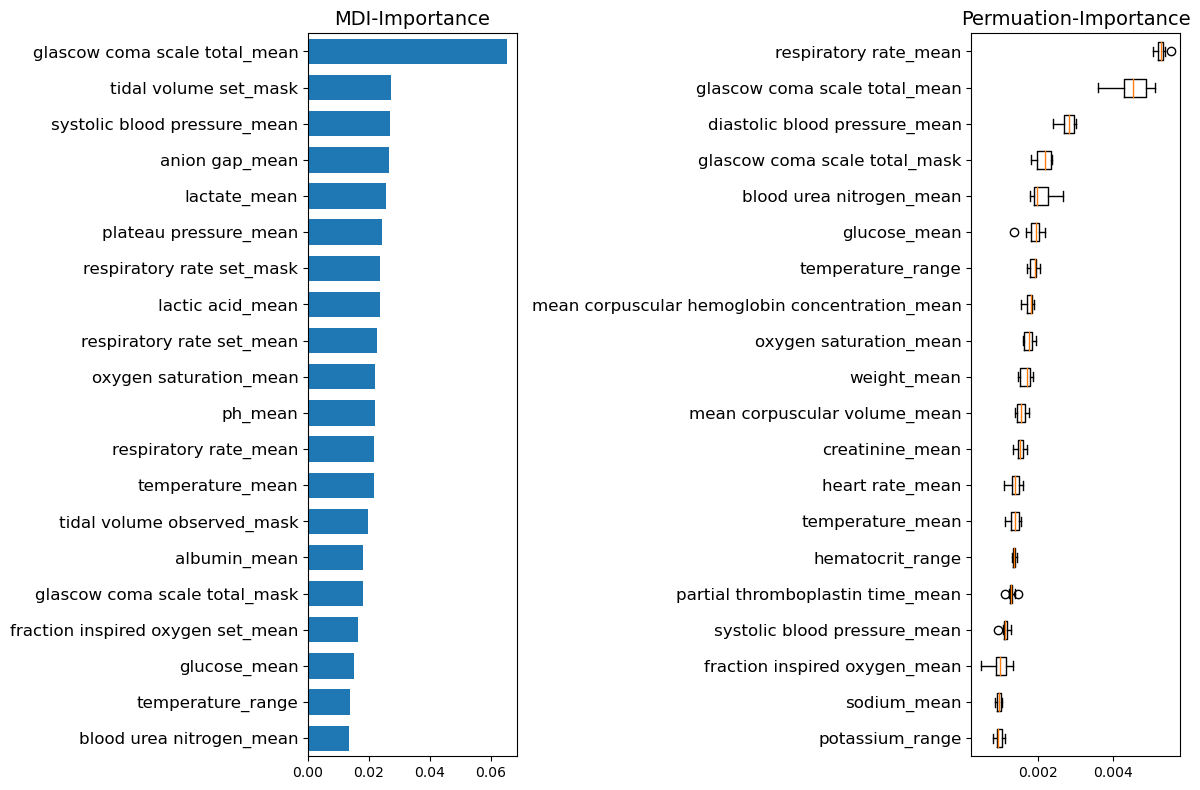 MDI-Importance
glascow coma scale total_mean
tidal volume set_mask
systolic blood pressure_mean
anion gap_mean
lactate_mean
plateau pressure_mean
respiratory rate set_mask
lactic acid_mean
respiratory rate set_mean
oxygen saturation_mean
ph_mean
respiratory rate_mean
temperature_mean
tidal volume observed_mask
albumin_mean
glascow coma scale total_mask
fraction inspired oxygen set_mean
glucose_mean
temperature_range
blood urea nitrogen_mean
0.00 0.02 0.04 0.06
Permuation-Importance
respiratory rate_mean
glascow coma scale total_mean
diastolic blood pressure_mean
glascow coma scale total_mask
blood urea nitrogen_mean
glucose_mean
temperature_range
mean corpuscular hemoglobin concentration_mean
oxygen saturation_mean
weight_mean
mean corpuscular volume_mean
creatinine_mean
heart rate_mean
temperature_mean
hematocrit_range
partial thromboplastin time_mean
systolic blood pressure_mean
fraction inspired oxygen_mean
sodium_mean
potassium_range
0.002 0.004